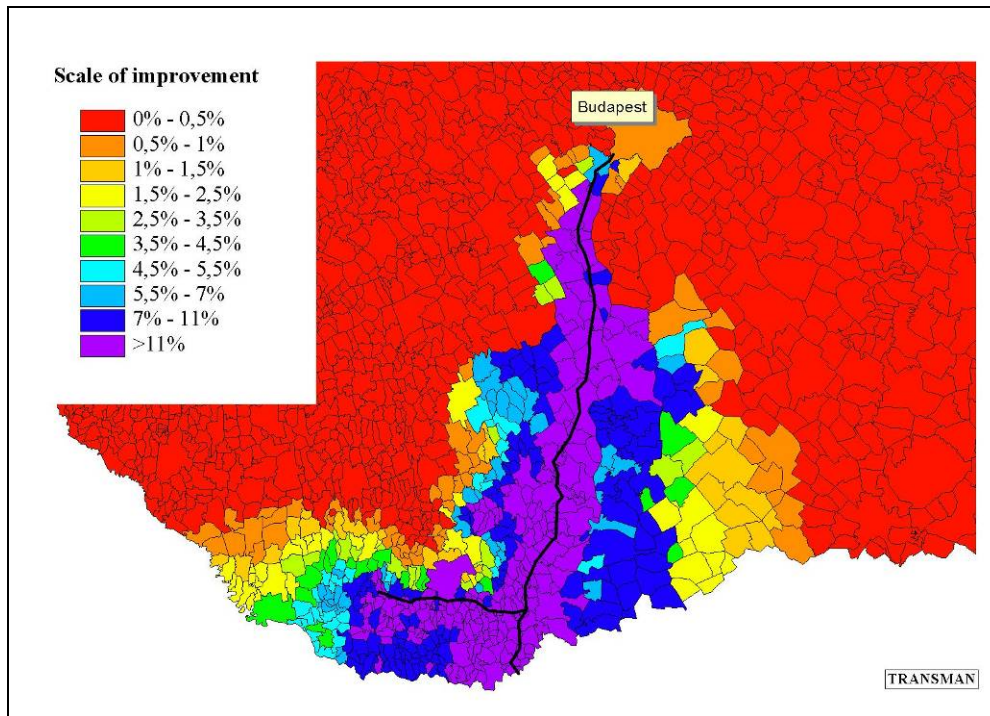 Scale of improvement
0% - 0,5%
0,5% - 1%
1% - 1,5%
1,5% - 2,5%
2,5% - 3,5%
3,5% - 4,5%
4,5% - 5,5%
5,5% - 7%
7% - 11%
>11%
Budapest
TRANSMAN